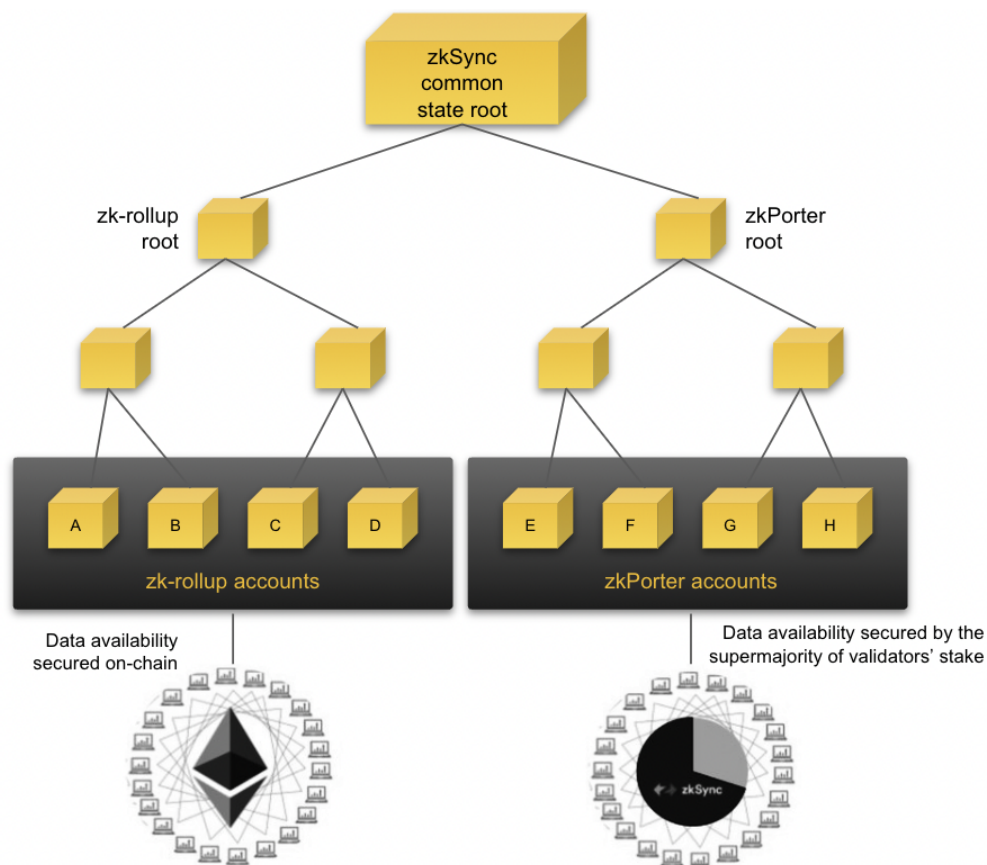 zkSync
common
state root
zk-rollup
root
zkPorter
root
A
B
C
D
E
F
G
H
zk-rollup accounts
zkPorter accounts
Data availability
secured on-chain
Data availability secured by the
supermajority of validators’ stake
zkSync